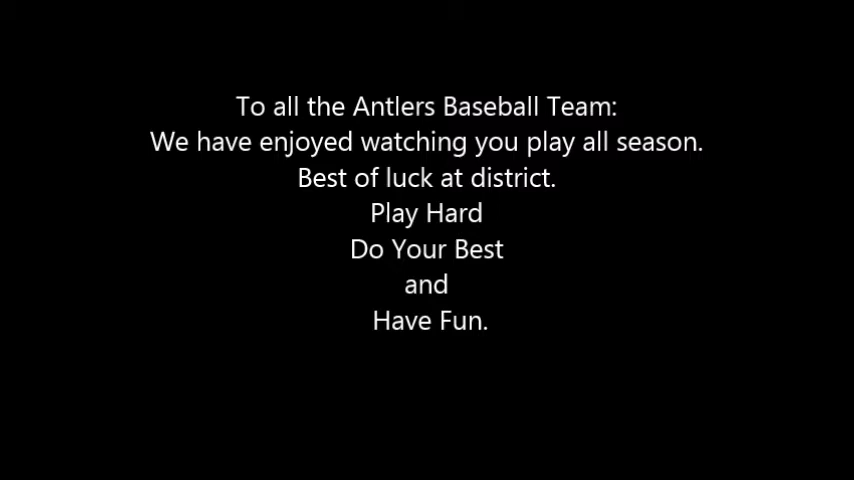 To all the Antlers Baseball Team:
We have enjoyed watching you play all season.
Best of luck at district.
Play Hard
Do Your Best
and
Have Fun.